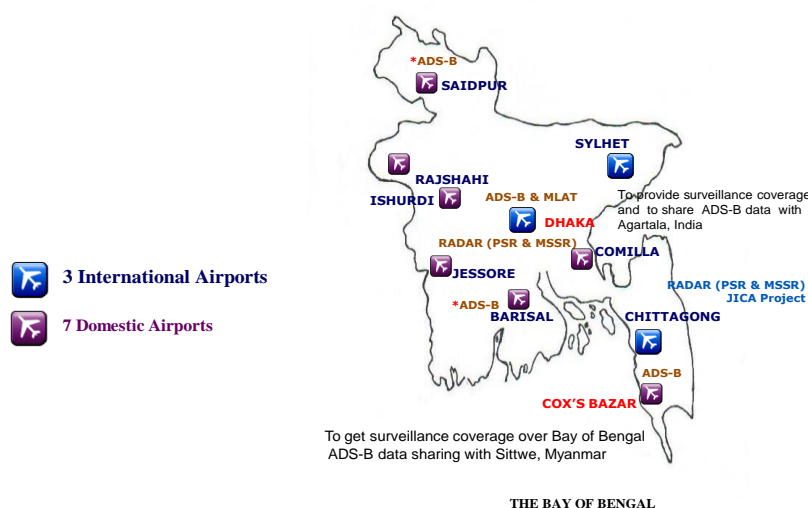 *ADS-B
SAIDPUR
SYLHET
RAJSHAHI
ISHURDI
ADS-B & MLAT
To provide surveillance coverage
and to share ADS-B data with
Agartala, India
DHAKA
RADAR (PSR & MSSR)
COMILLA
3 International Airports
JESSORE
RADAR (PSR & MSSR)
JICA Project
*ADS-B
BARISAL
CHITTAGONG
7 Domestic Airports
ADS-B
COX'S BAZAR
To get surveillance coverage over Bay of Bengal
ADS-B data sharing with Sittwe, Myanmar
THE BAY OF BENGAL